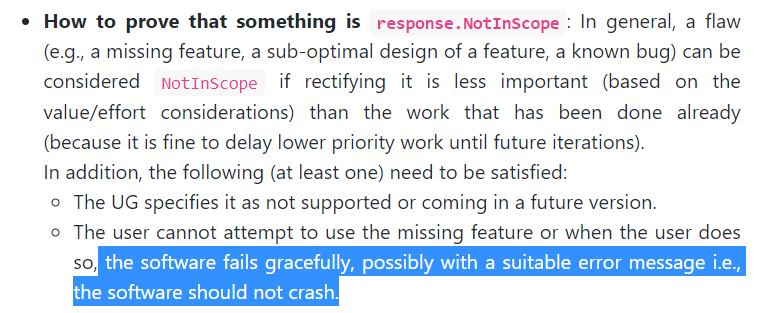 • How to prove that something is response.NotInScope: In general, a flaw
(e.g., a missing feature, a sub-optimal design of a feature, a known bug) can be
considered NotInScope if rectifying it is less important (based on the
value/effort considerations) than the work that has been done already
(because it is fine to delay lower priority work until future iterations).
In addition, the following (at least one) need to be satisfied:
◦ The UG specifies it as not supported or coming in a future version.
◦ The user cannot attempt to use the missing feature or when the user does
so, the software fails gracefully, possibly with a suitable error message i.e.,
the software should not crash.